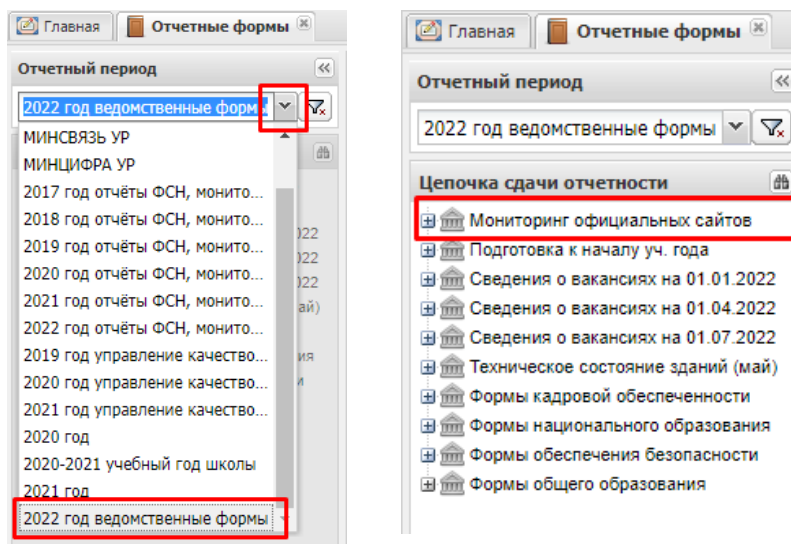 Главная
Отчетные формы
Отчетный период
2022 год ведомственные формы
МИНСВЯЗЬ УР
МИНЦИФРА УР
2017 год отчёты ФСН, монито...
2018 год отчёты ФСН, монито...
2019 год отчёты ФСН, монито...
2020 год отчёты ФСН, монито...
2021 год отчёты ФСН, монито...
2022 год отчёты ФСН, монито...
2019 год управление качество...
2020 год управление качество...
2021 год управление качество...
2020 год
2020-2021 учебный год школы
2021 год
2022 год ведомственные формы
022
022
022
ай)
ия
и
Главная
Отчетные формы
Отчетный период
2022 год ведомственные формы
Цепочка сдачи отчетности
Мониторинг официальных сайтов
Подготовка к началу уч. года
Сведения о вакансиях на 01.01.2022
Сведения о вакансиях на 01.04.2022
Сведения о вакансиях на 01.07.2022
Техническое состояние зданий (май)
Формы кадровой обеспеченности
Формы национального образования
Формы обеспечения безопасности
Формы общего образования